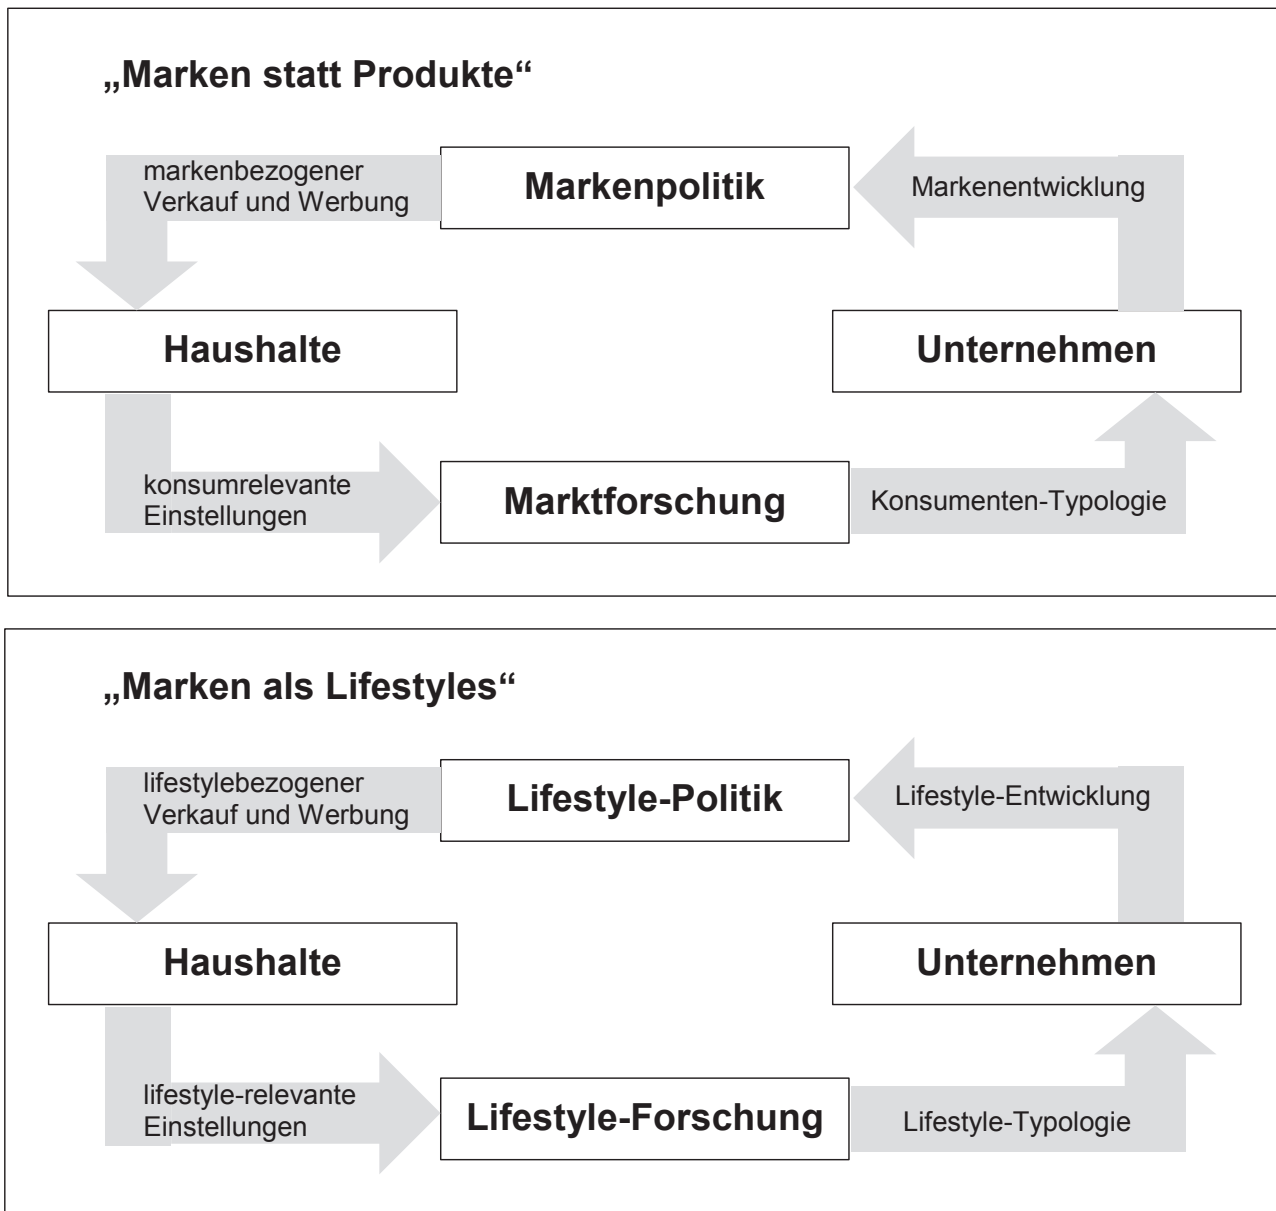 „Marken statt Produkte“
markenbezogener
Verkauf und Werbung
Markenpolitik
Markenentwicklung
Haushalte
Unternehmen
konsumrelevante
Einstellungen
Marktforschung
Konsumenten-Typologie
„Marken als Lifestyles“
lifestylebezogener
Verkauf und Werbung
Lifestyle-Politik
Lifestyle-Entwicklung
Haushalte
Unternehmen
lifestyle-relevante
Einstellungen
Lifestyle-Forschung
Lifestyle-Typologie